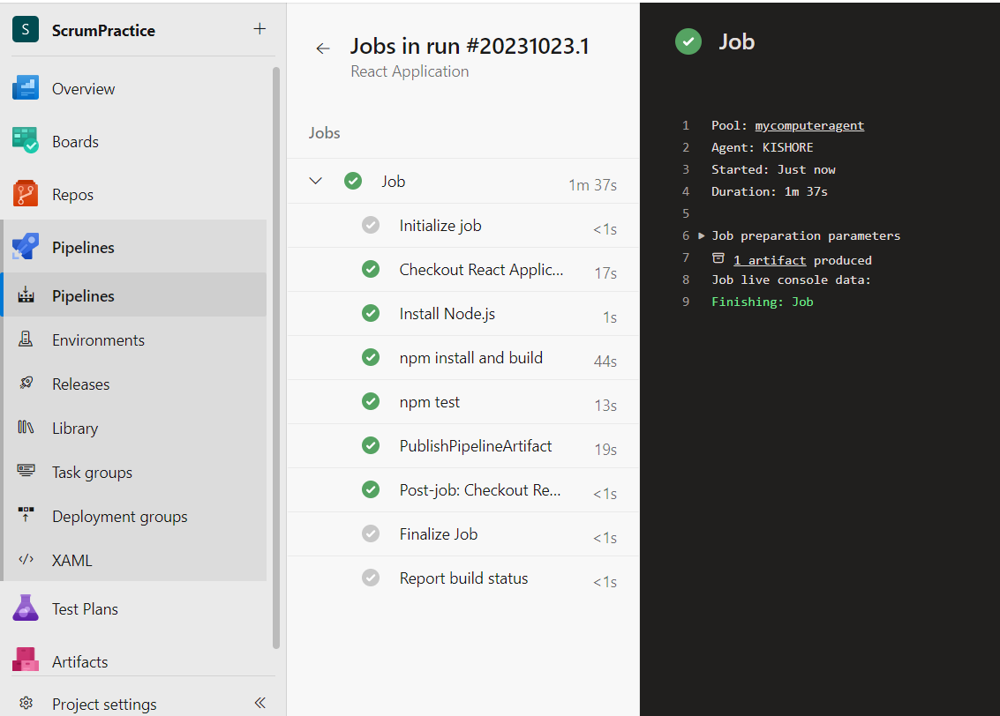 S ScrumPractice +
Overview
Boards
Repos
Pipelines
Pipelines
Environments
Releases
Library
Task groups
Deployment groups
XAML
Test Plans
Artifacts
Project settings
Jobs in run #20231023.1
React Application
Jobs
Job 1m 37s
Initialize job <1s
Checkout React Applic... 17s
Install Node.js 1s
npm install and build 44s
npm test 13s
PublishPipelineArtifact 19s
Post-job: Checkout Re... <1s
Finalize Job <1s
Report build status <1s
Job
1 Pool: mycomputeragent
2 Agent: KISHORE
3 Started: Just now
4 Duration: 1m 37s
5
6 Job preparation parameters
7 1 artifact produced
8 Job live console data:
9 Finishing: Job